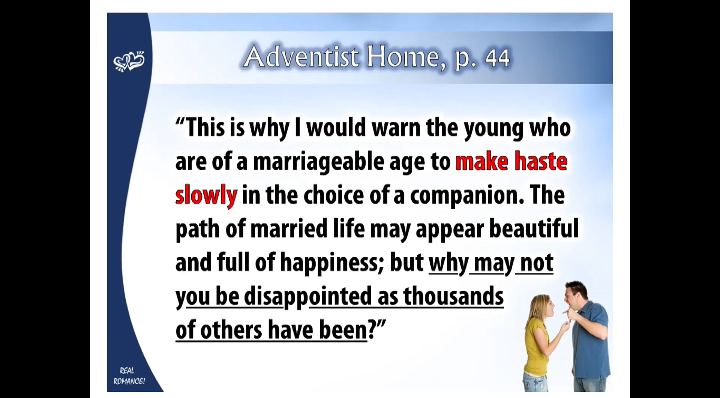 Adventist Home, p. 44
“This is why I would warn the young who
are of a marriageable age to make haste
slowly in the choice of a companion. The
path of married life may appear beautiful
and full of happiness; but why may not
you be disappointed as thousands
of others have been?”
REAL
ROMANCE!